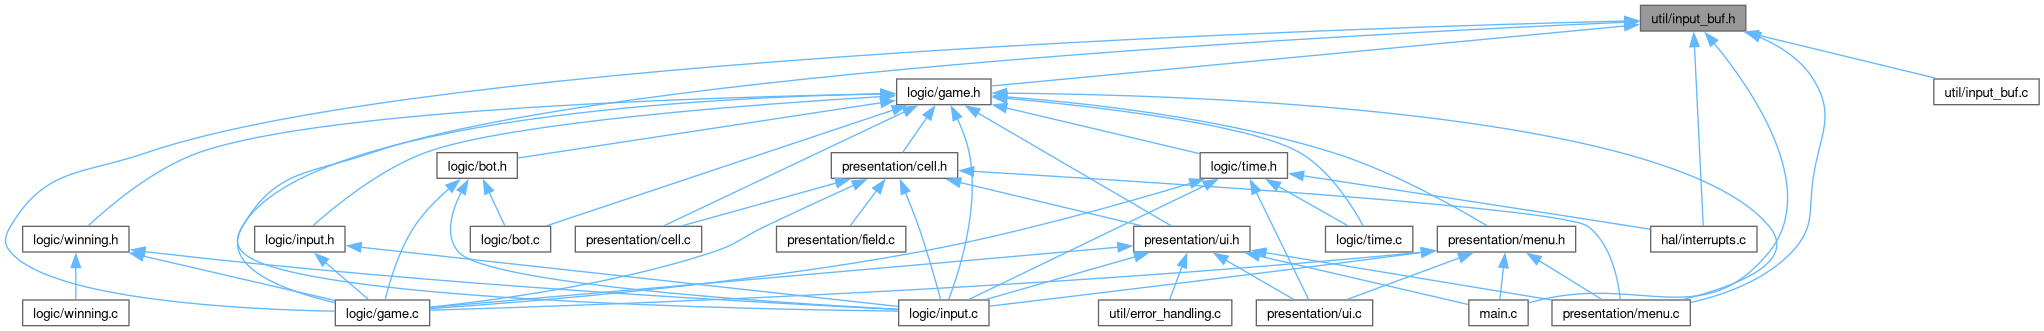 util/input_buf.h
logic/game.h
util/input_buf.c
logic/bot.h
presentation/cell.h
logic/time.h
logic/winning.h
logic/input.h
logic/bot.c
presentation/cell.c
presentation/field.c
presentation/ui.h
logic/time.c
presentation/menu.h
hal/interrupts.c
logic/winning.c
logic/game.c
logic/input.c
util/error_handling.c
presentation/ui.c
main.c
presentation/menu.c